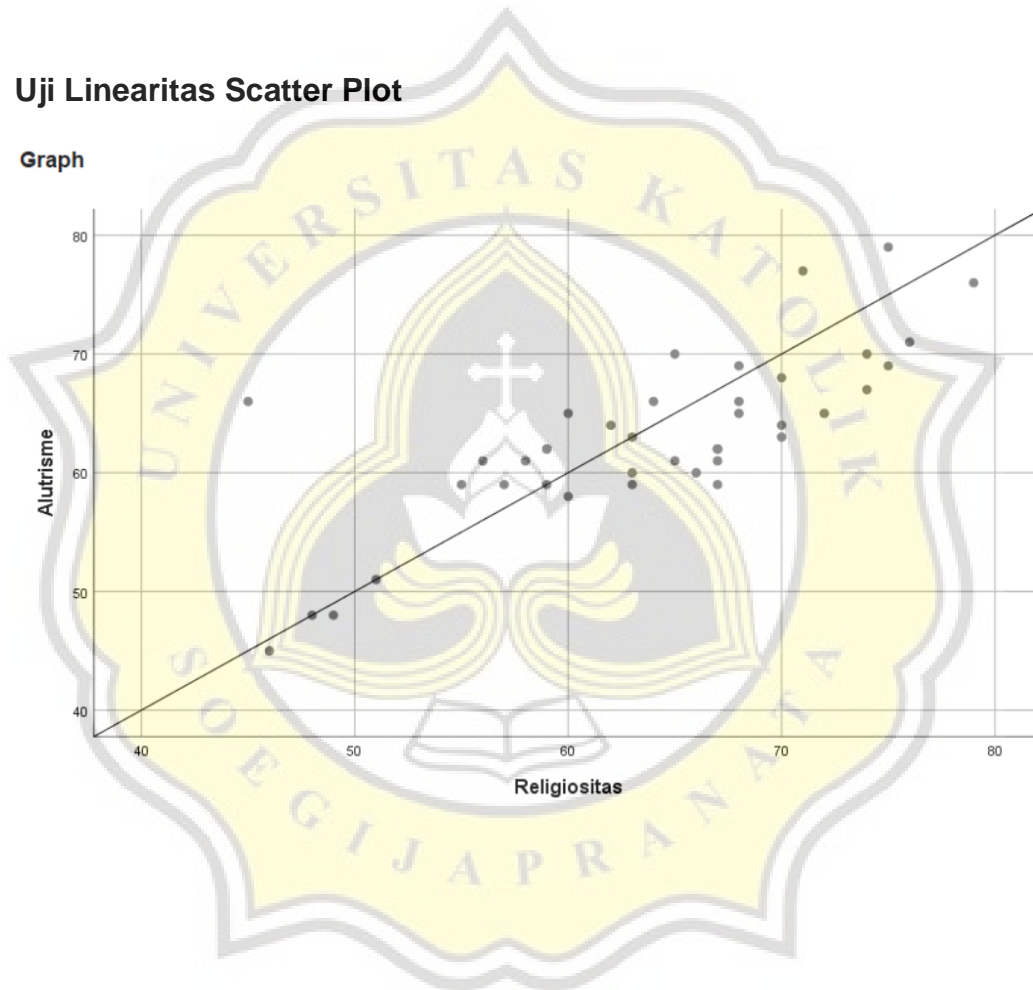 Uji Linearitas Scatter Plot
Graph
UNIVERSITAS KATOLIK
SOEGIJAPRANATA
80
70
60
50
40
Alutrisme
40 50 60 70 80
Religiositas